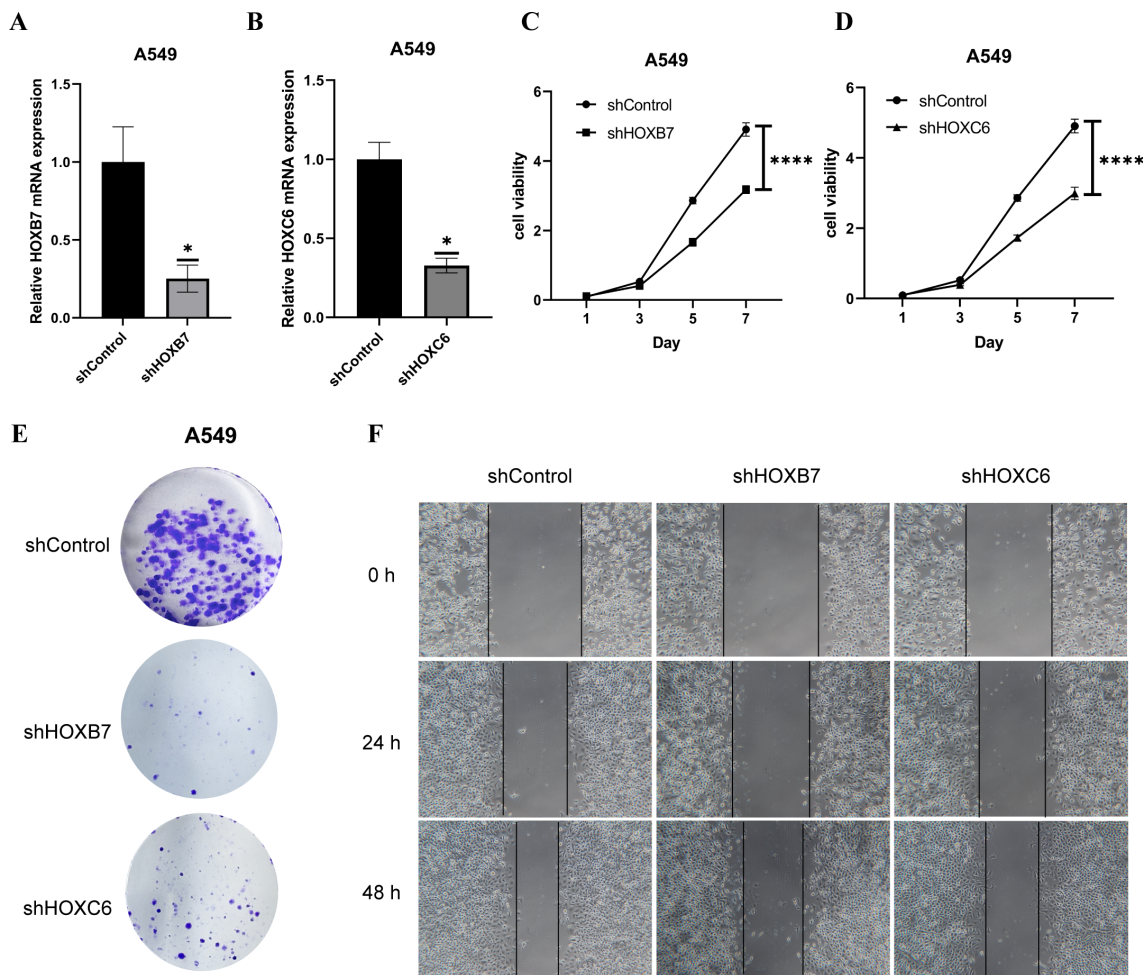 A
A549
Relative HOXB7 mRNA expression
1.5
1.0
0.5
0.0
*
shControl
shHOXB7
B
A549
Relative HOXC6 mRNA expression
1.5
1.0
0.5
0.0
*
shControl
shHOXC6
C
A549
shControl
shHOXB7
cell viability
6
4
2
0
****
1 3 5 7
Day
D
A549
shControl
shHOXC6
cell viability
6
4
2
0
****
1 3 5 7
Day
E
A549
shControl
shHOXB7
shHOXC6
F
shControl shHOXB7 shHOXC6
0 h
24 h
48 h